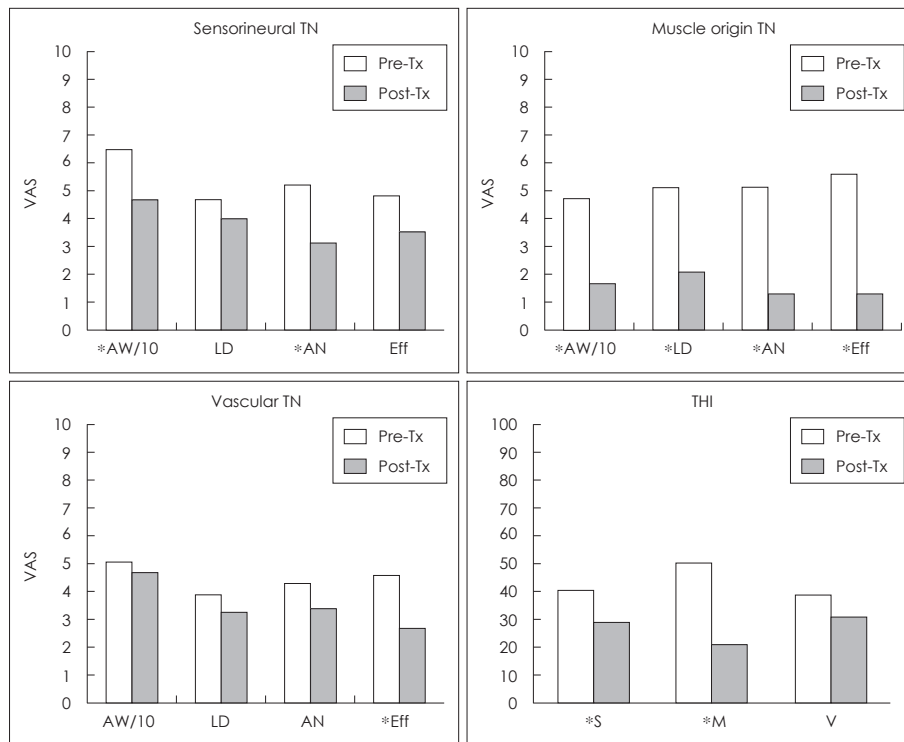 Sensorineural TN
10
9
8
7
6
5
4
3
2
1
0
VAS
Pre-Tx
Post-Tx
*AW/10 LD *AN Eff
Muscle origin TN
10
9
8
7
6
5
4
3
2
1
0
VAS
Pre-Tx
Post-Tx
*AW/10 *LD *AN *Eff
Vascular TN
10
9
8
7
6
5
4
3
2
1
0
VAS
Pre-Tx
Post-Tx
AW/10 LD AN *Eff
THI
100
90
80
70
60
50
40
30
20
10
0
Pre-Tx
Post-Tx
*S *M V